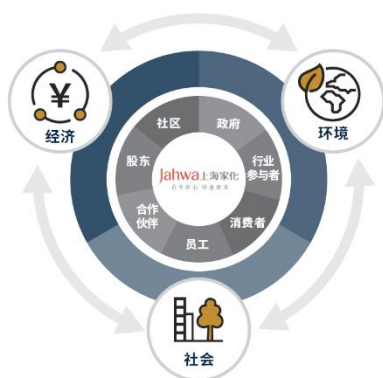 ¥
经济
环境
社区
政府
股东
行业
参与者
Jahwa上海家化
合作
伙伴
消费者
员工
社会